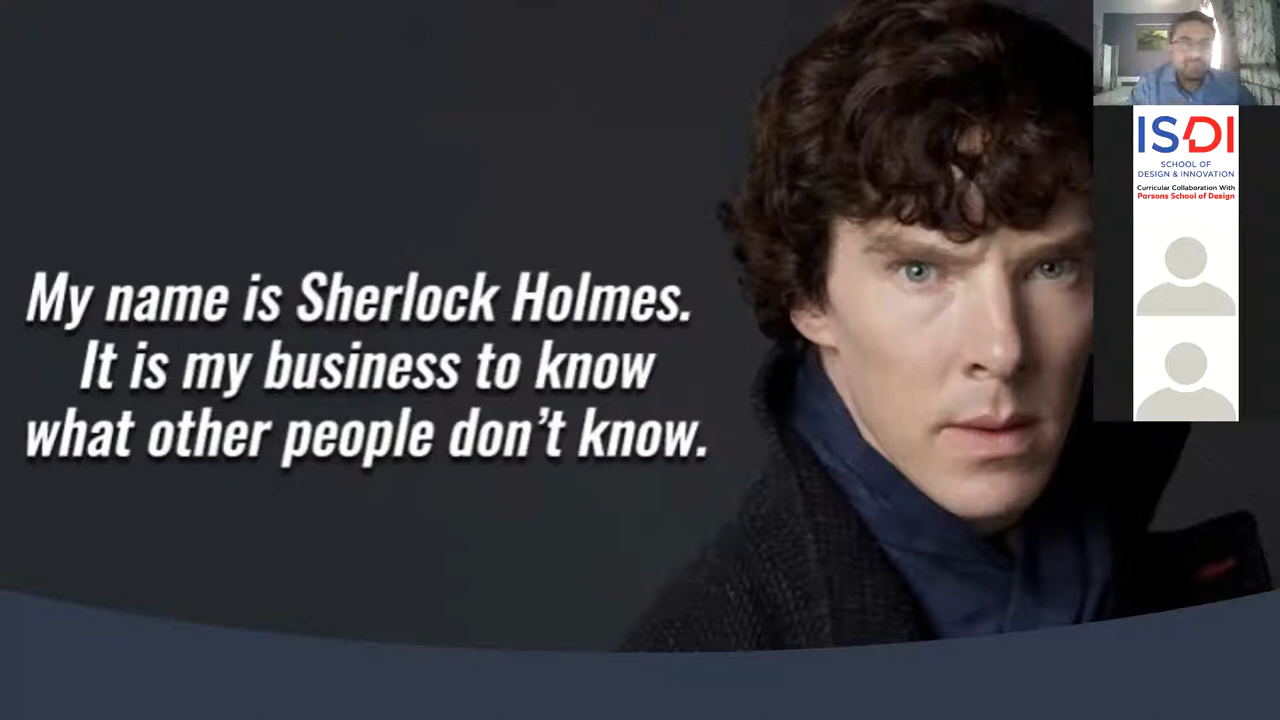 My name is Sherlock Holmes.
It is my business to know
what other people don't know.
ISDI
SCHOOL OF
DESIGN & INNOVATION
Curricular Collaboration With
Parsons School of Design